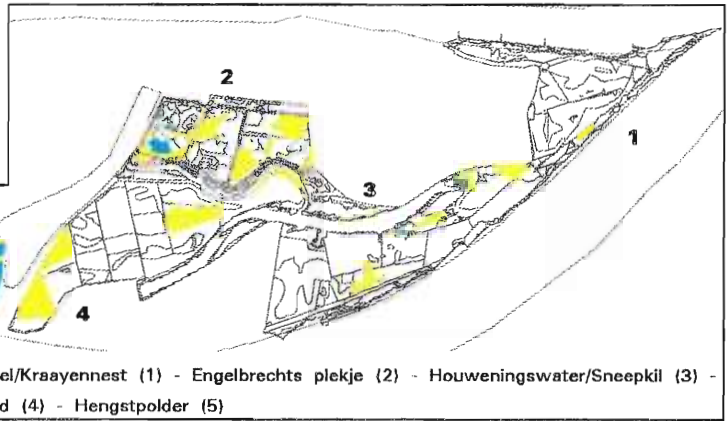 2
1
3
4
el/Kraayennest (1) - Engelbrechts plekje (2) - Houweningswater/Sneepkil (3) -
d (4) - Hengstpolder (5)